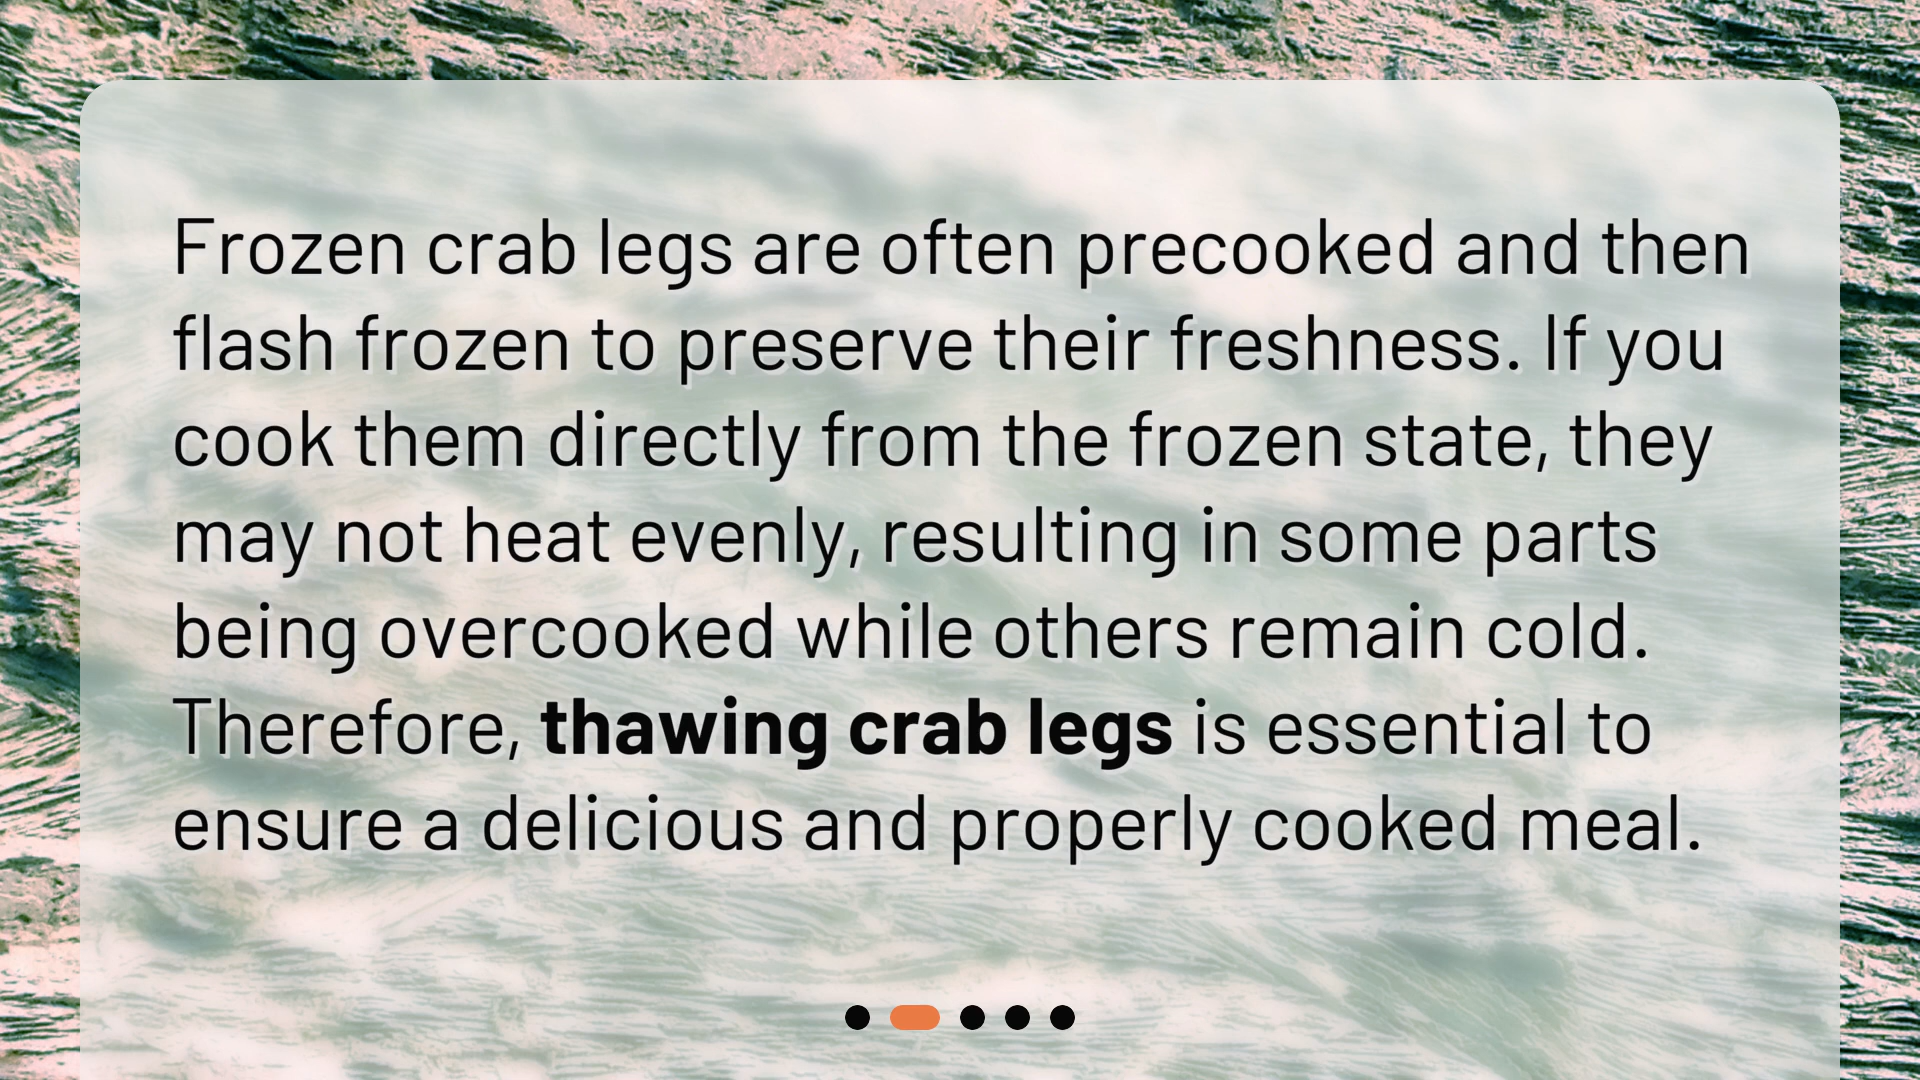 Frozen crab legs are often precooked and then
flash frozen to preserve their freshness. If you
cook them directly from the frozen state, they
may not heat evenly, resulting in some parts
being overcooked while others remain cold.
Therefore, thawing crab legs is essential to
ensure a delicious and properly cooked meal.